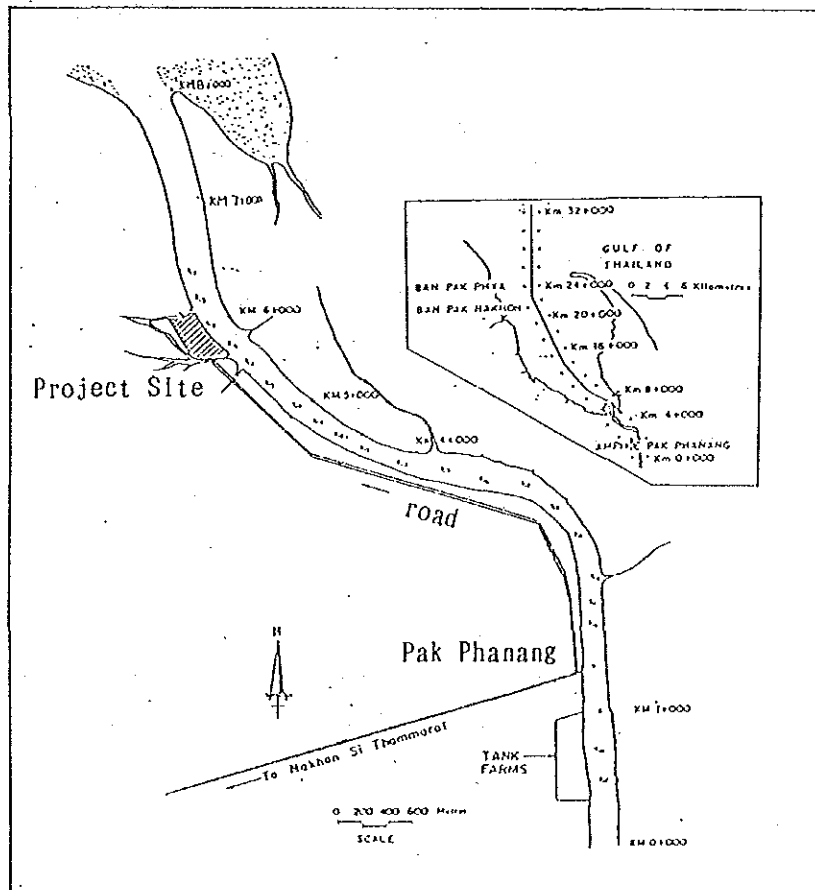 KM 8+000
KM 7+000
KM 6+000
Project SIte
KM 5+000
KM 4+000
road
Km 32+000
GULF OF
THAILAND
BAN PAK PHYA
Km 24+000
0 2 4 6 Kilometres
BAN PAK NAKHON
Km 20+000
Km 16+000
Km 8+000
Km 4+000
AMPHOE PAK PHANANG
Km 0+000
N
Pak Phanang
KM 1+000
To Nakhon Si Thammarat
TANK
FARMS
0 200 400 600 Metres
SCALE
KM 0+000